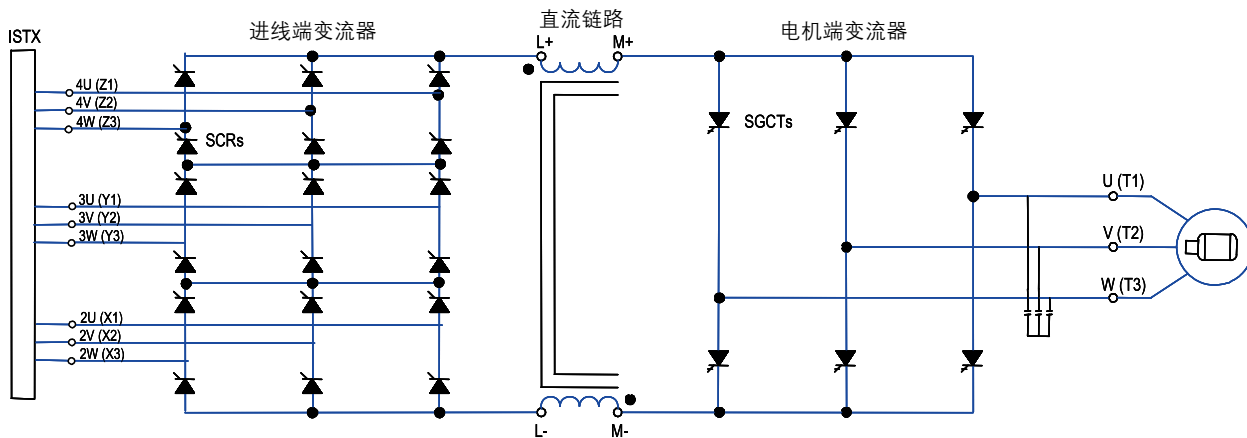 ISTX
进线端变流器
直流链路
电机端变流器
L+
M+
4U (Z1)
4V (Z2)
4W (Z3)
SCRs
SGCTs
3U (Y1)
3V (Y2)
3W (Y3)
U (T1)
V (T2)
W (T3)
2U (X1)
2V (X2)
2W (X3)
L-
M-